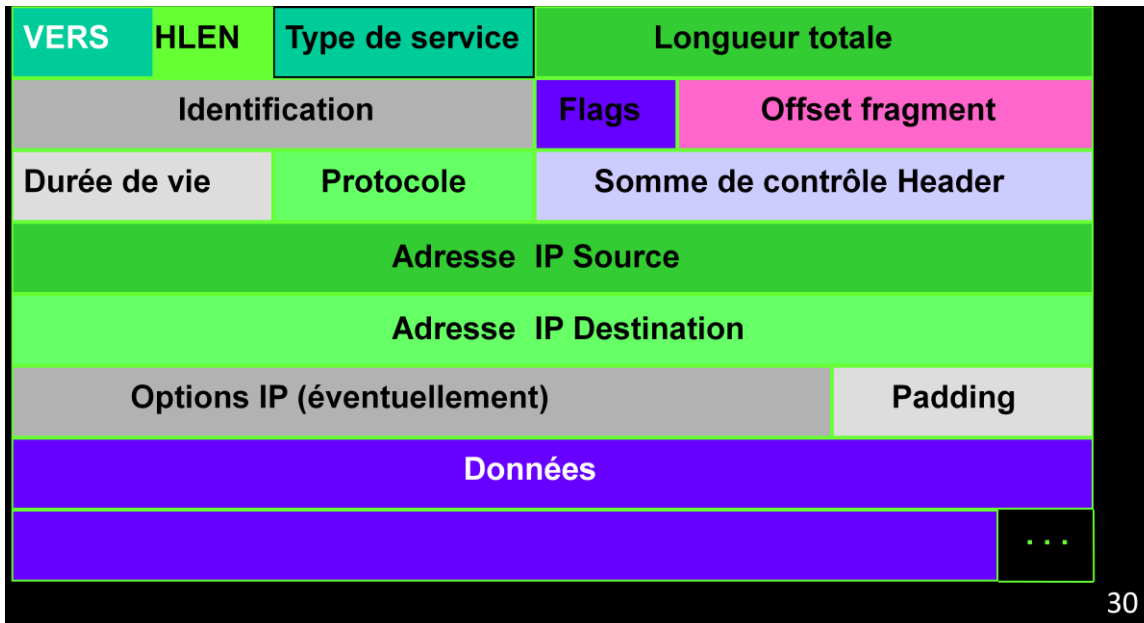 VERS HLEN Type de service Longueur totale
Identification Flags Offset fragment
Durée de vie Protocole Somme de contrôle Header
Adresse IP Source
Adresse IP Destination
Options IP (éventuellement) Padding
Données
. . .
30